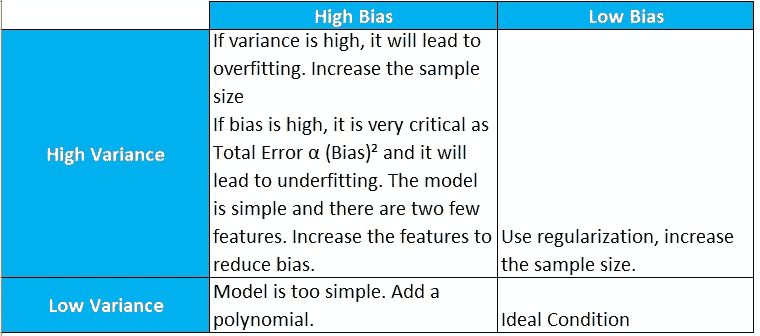 High Bias
Low Bias
High Variance
If variance is high, it will lead to
overfitting. Increase the sample
size
If bias is high, it is very critical as
Total Error α (Bias)² and it will
lead to underfitting. The model
is simple and there are two few
features. Increase the features to
reduce bias.
Use regularization, increase
the sample size.
Low Variance
Model is too simple. Add a
polynomial.
Ideal Condition